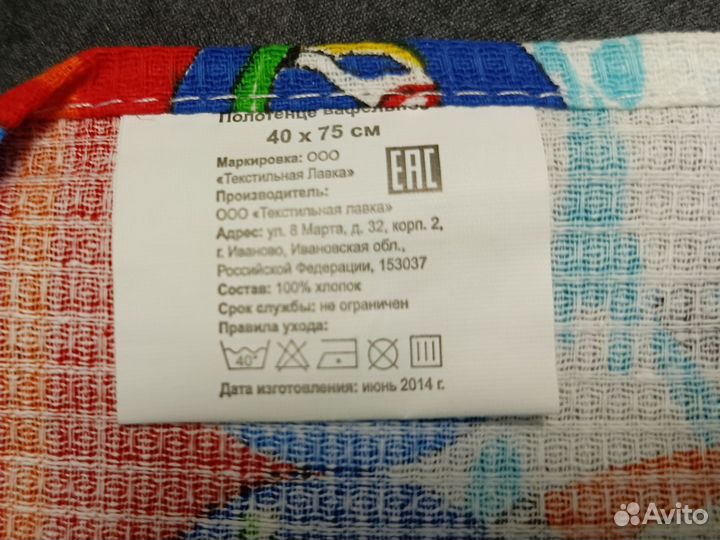 Полотенце вафельное
40 х 75 см
Маркировка: ООО
«Текстильная Лавка»
EAC
Производитель:
ООО «Текстильная лавка»
Адрес: ул. 8 Марта, д. 32, корп. 2,
г. Иваново, Ивановская обл.,
Российской Федерации, 153037
Состав: 100% хлопок
Срок службы: не ограничен
Правила ухода:
40°
Дата изготовления: июнь 2014 г.
Avito